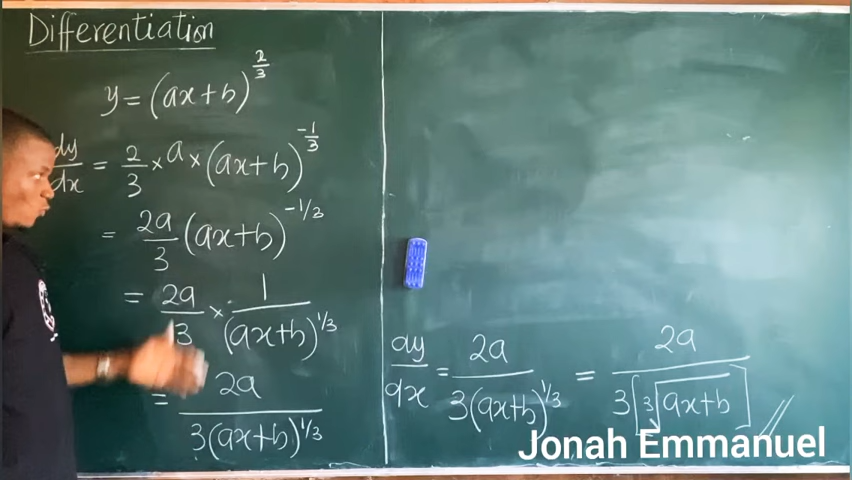 Differentiation
y = (ax+b)^(2/3)
dy/dx = 2/3 × a × (ax+b)^(-1/3)
= 2a/3 (ax+b)^(-1/3)
= 2a/3 × 1/(ax+b)^(1/3)
= 2a/3(ax+b)^(1/3)
dy/dx = 2a/3(ax+b)^(1/3) = 2a/3[∛(ax+b)]
Jonah Emmanuel